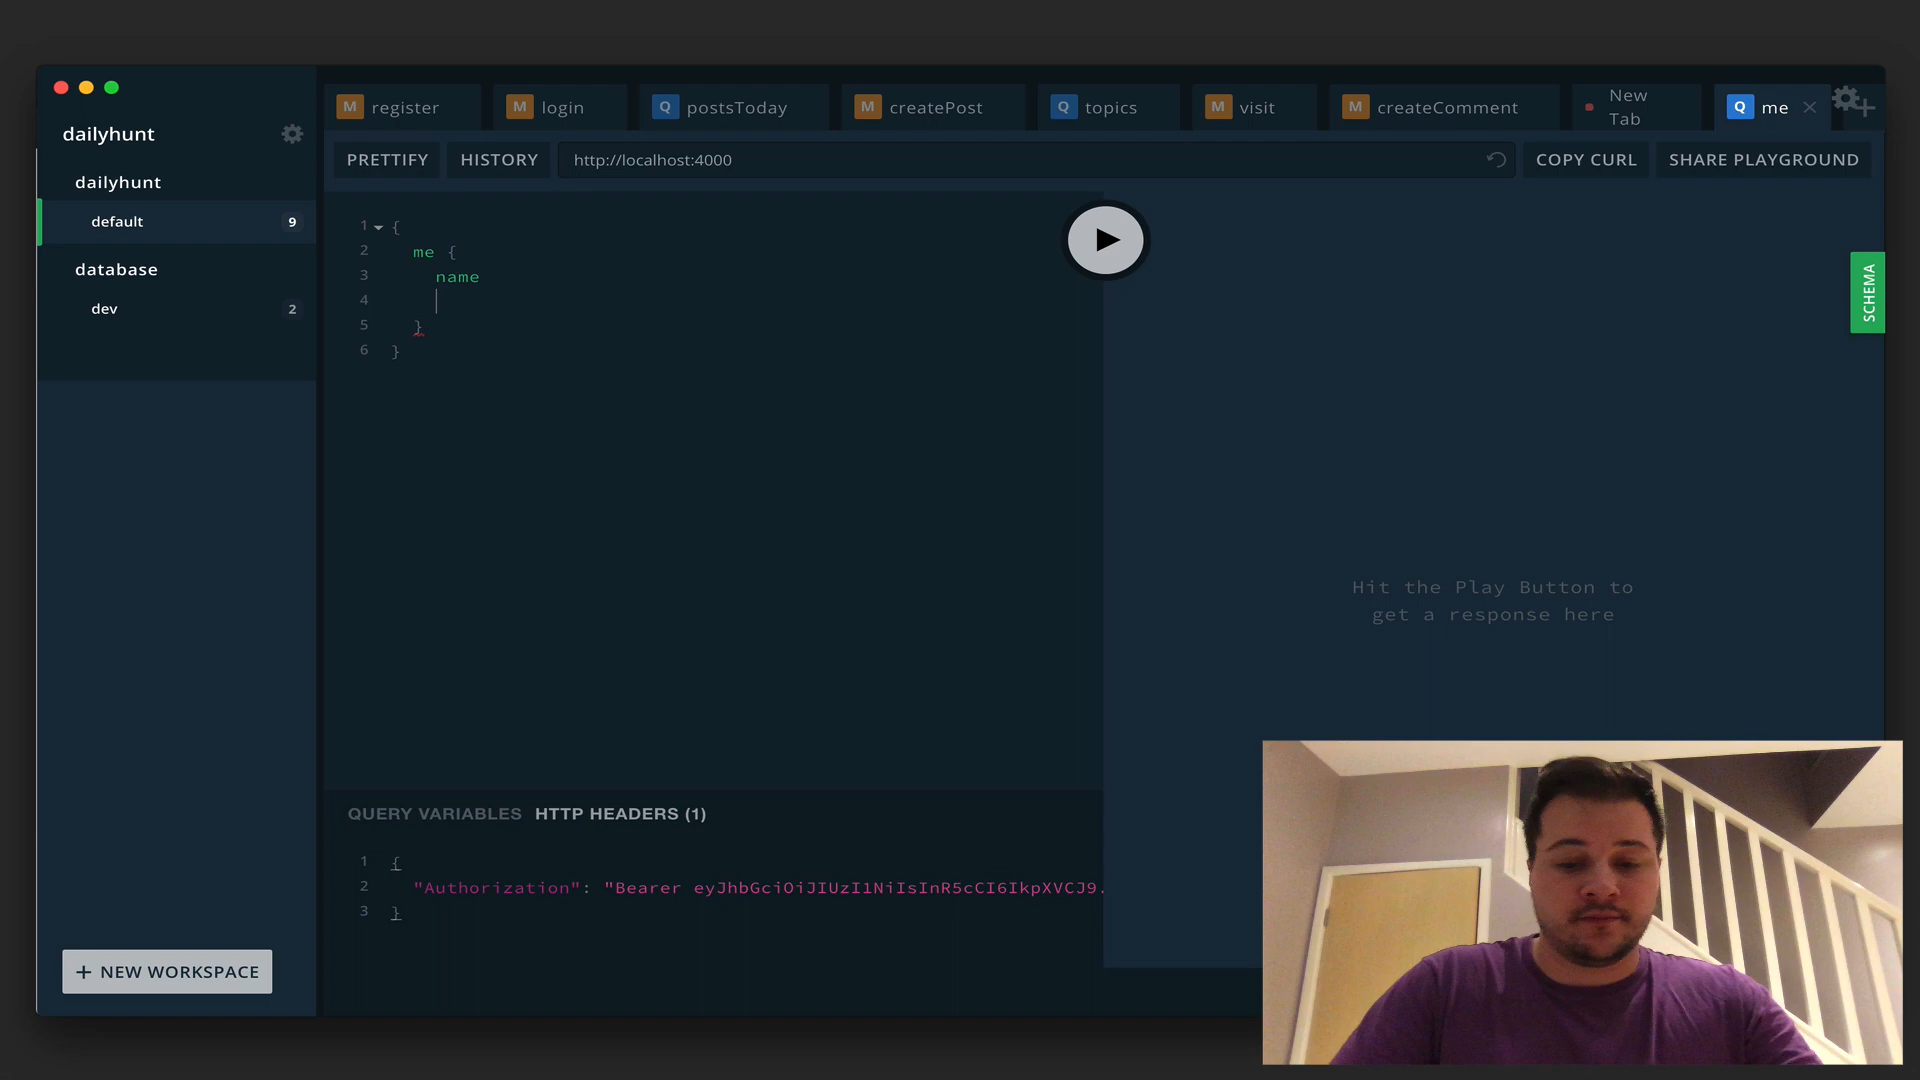 dailyhunt
dailyhunt
default 9
database
dev 2
+ NEW WORKSPACE
M register
M login
Q postsToday
M createPost
Q topics
M visit
M createComment
New
Tab
Q me
PRETTIFY HISTORY http://localhost:4000 COPY CURL SHARE PLAYGROUND
1 {
2 me {
3 name
4
5 }
6 }
SCHEMA
Hit the Play Button to
get a response here
QUERY VARIABLES HTTP HEADERS (1)
1 {
2 "Authorization": "Bearer eyJhbGciOiJIUzI1NiIsInR5cCI6IkpXVCJ9.
3 }